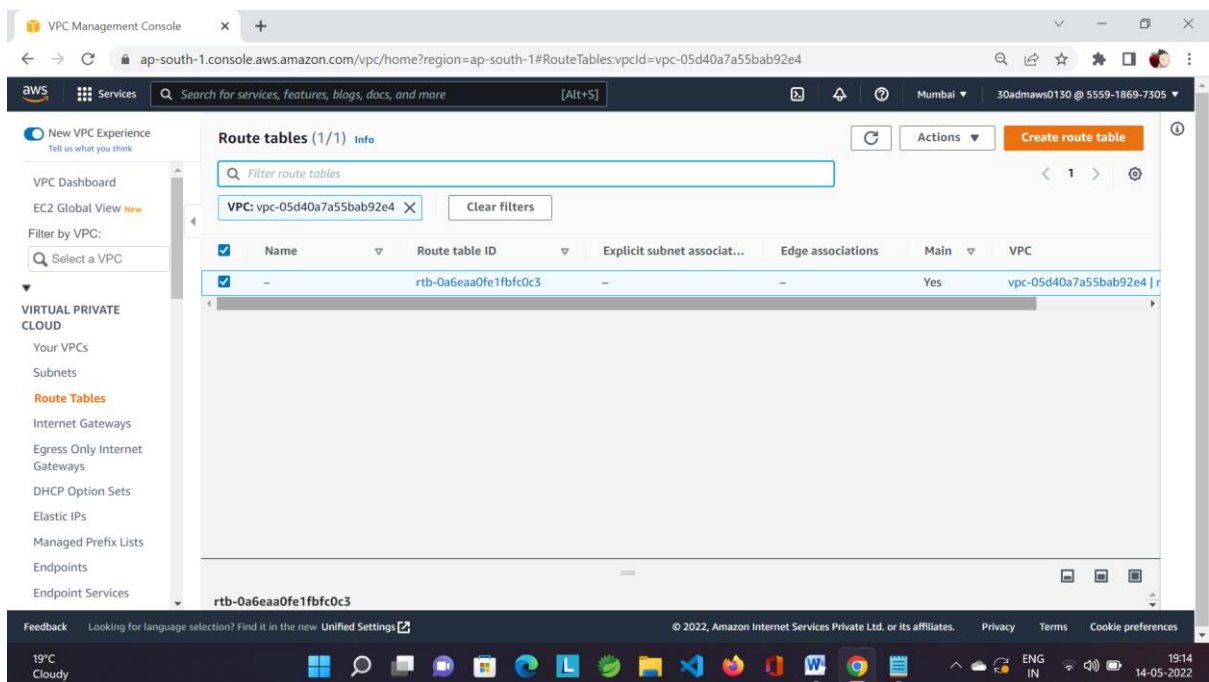 VPC Management Console
ap-south-1.console.aws.amazon.com/vpc/home?region=ap-south-1#RouteTables:vpcId=vpc-05d40a7a55bab92e4
aws Services Search for services, features, blogs, docs, and more [Alt+S] Mumbai 30admaws0130 @ 5559-1869-7305
New VPC Experience
Tell us what you think
VPC Dashboard
EC2 Global View New
Filter by VPC:
Select a VPC
VIRTUAL PRIVATE
CLOUD
Your VPCs
Subnets
Route Tables
Internet Gateways
Egress Only Internet
Gateways
DHCP Option Sets
Elastic IPs
Managed Prefix Lists
Endpoints
Endpoint Services
Route tables (1/1) Info Actions Create route table
Filter route tables 1
VPC: vpc-05d40a7a55bab92e4 Clear filters
Name Route table ID Explicit subnet associat... Edge associations Main VPC
– rtb-0a6eaa0fe1fbfc0c3 – – Yes vpc-05d40a7a55bab92e4 | r
rtb-0a6eaa0fe1fbfc0c3
Feedback Looking for language selection? Find it in the new Unified Settings © 2022, Amazon Internet Services Private Ltd. or its affiliates. Privacy Terms Cookie preferences
19°C
Cloudy
L
W
ENG
IN
19:14
14-05-2022